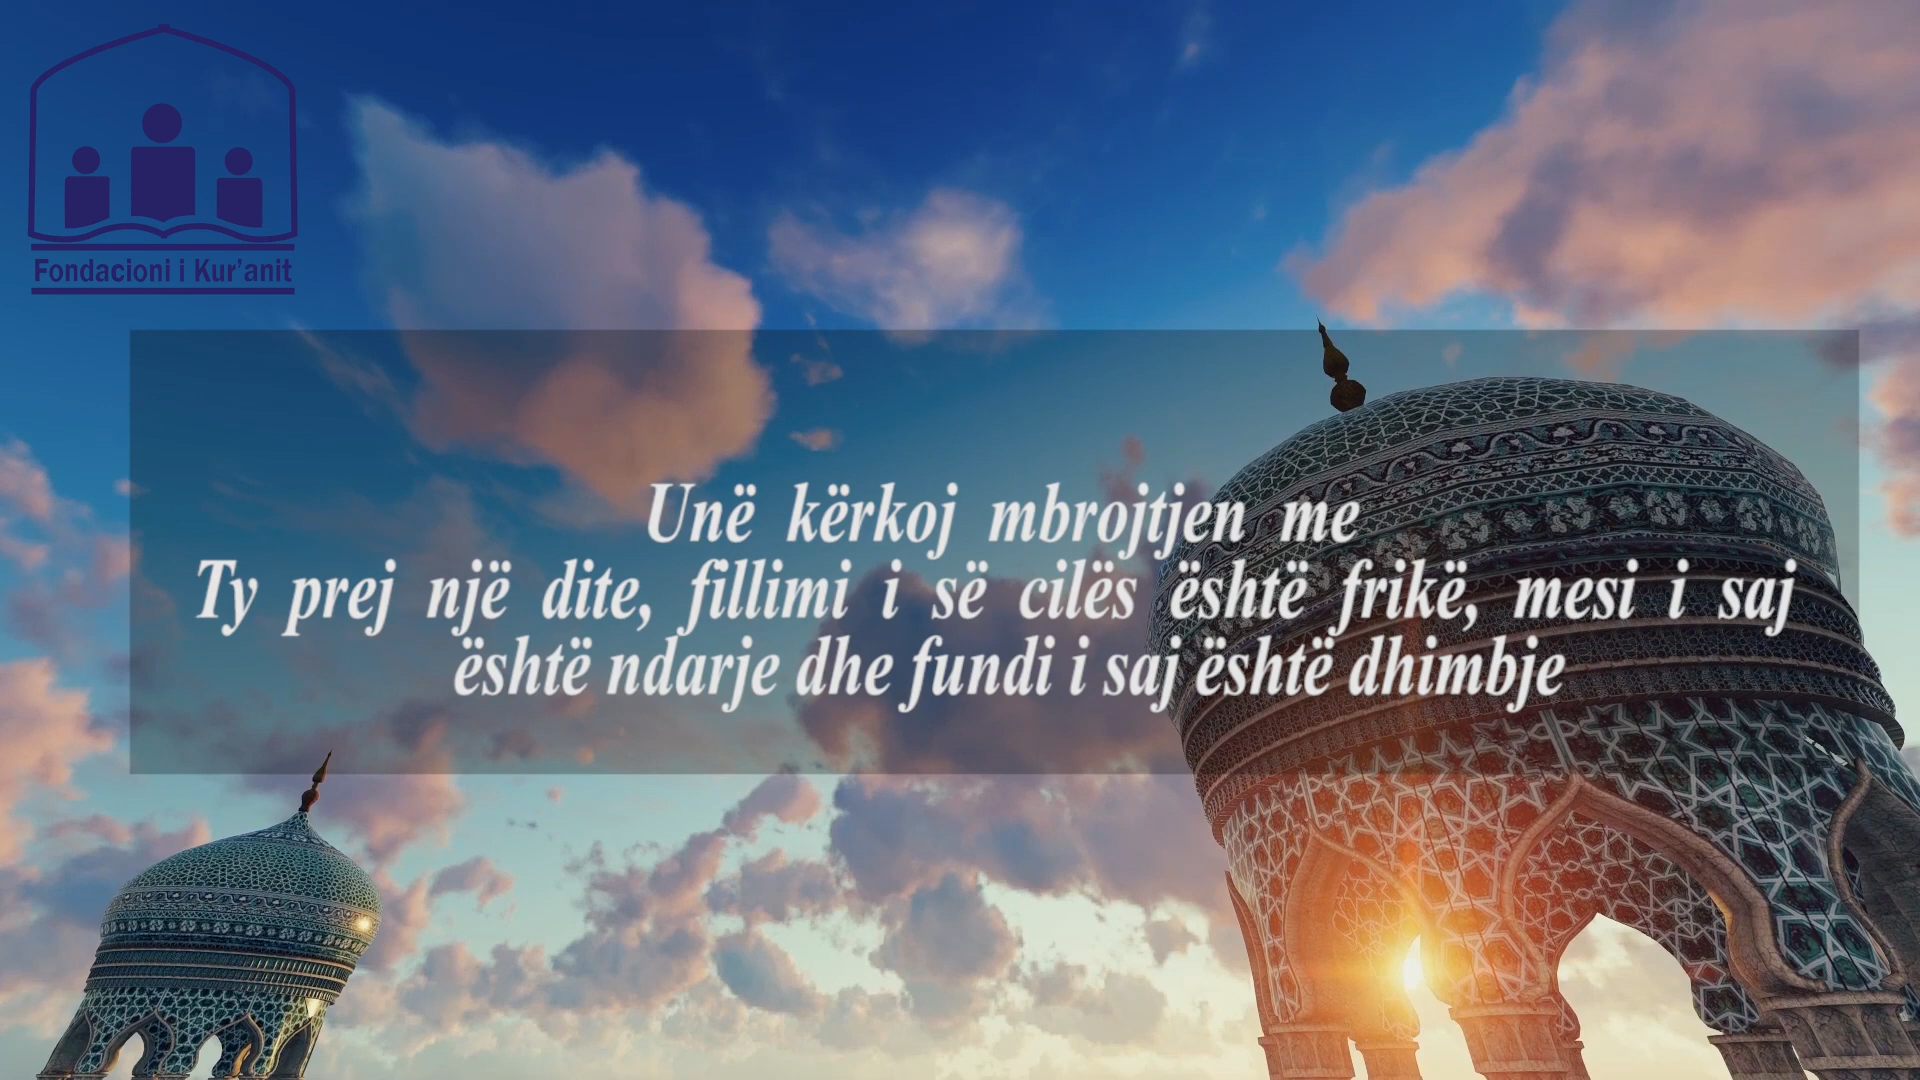 Fondacioni i Kur'anit
Unë kërkoj mbrojtjen me
Ty prej një dite, fillimi i së cilës është frikë, mesi i saj
është ndarje dhe fundi i saj është dhimbje